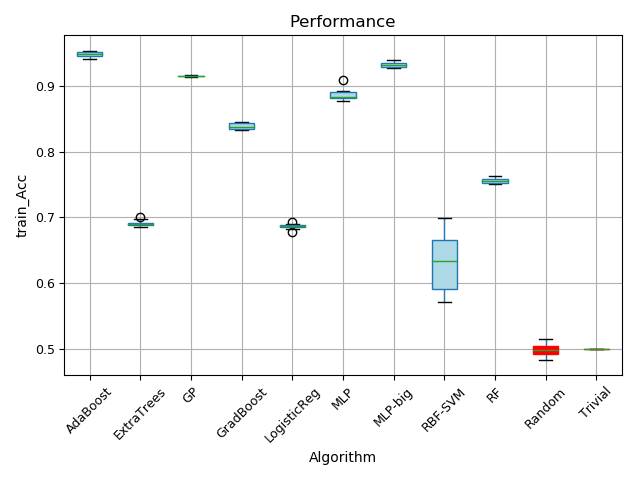 Performance
train_Acc
0.9
0.8
0.7
0.6
0.5
AdaBoost
ExtraTrees
GP
GradBoost
LogisticReg
MLP
MLP-big
RBF-SVM
RF
Random
Trivial
Algorithm